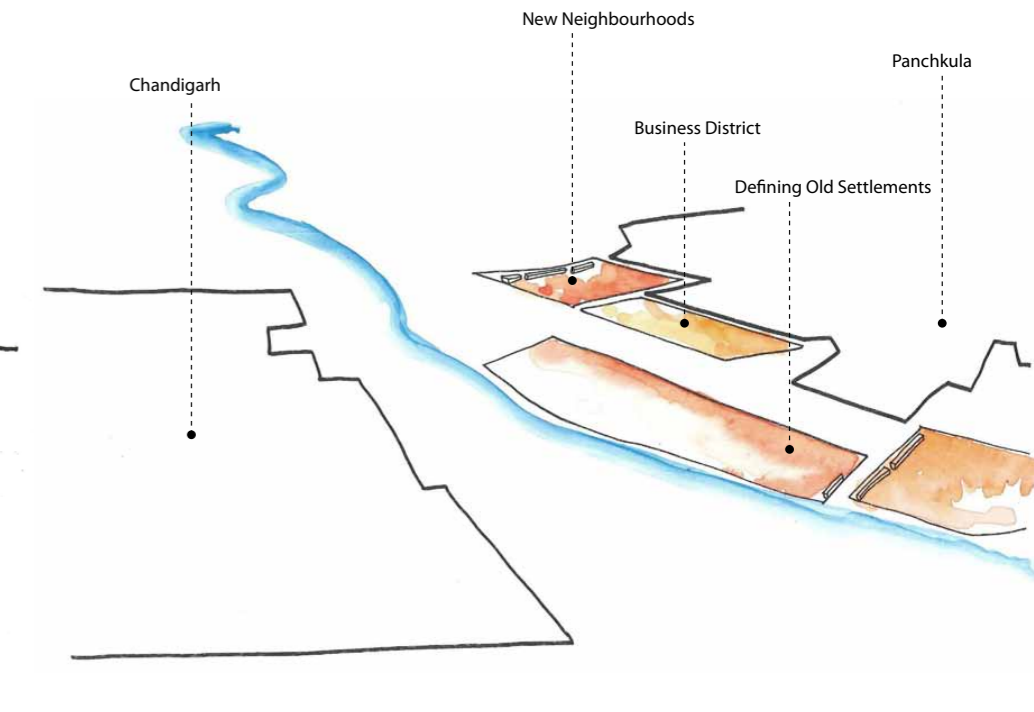 New Neighbourhoods
Panchkula
Chandigarh
Business District
Defining Old Settlements